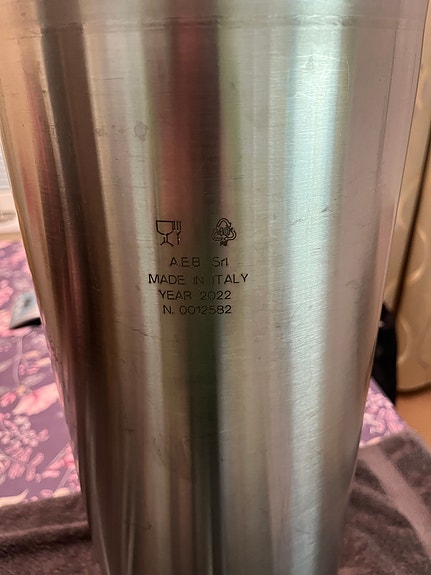 A.E.B. Srl
MADE IN ITALY
YEAR 2022
N. 0012582